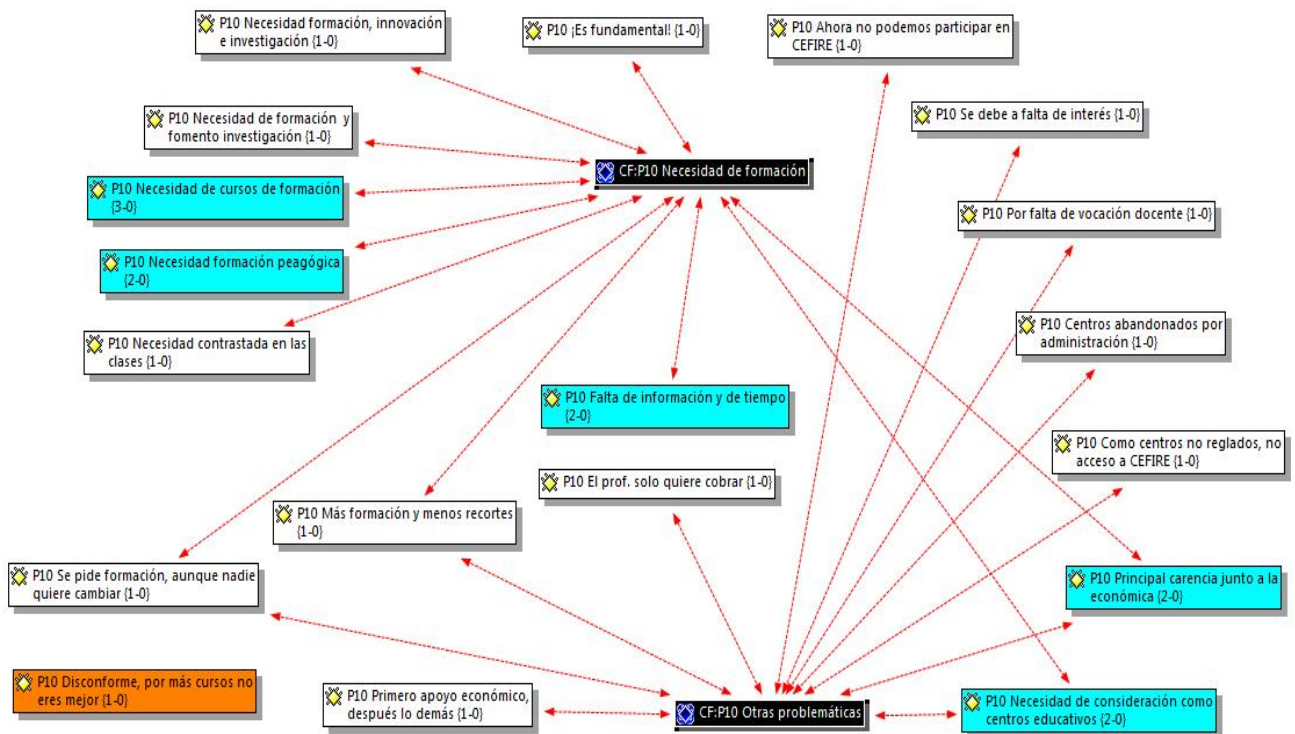 P10 Necesidad formación, innovación
e investigación {1-0}
P10 ¡Es fundamental! {1-0}
P10 Ahora no podemos participar en
CEFIRE {1-0}
P10 Necesidad de formación y
fomento investigación {1-0}
P10 Se debe a falta de interés {1-0}
CF:P10 Necesidad de formación
P10 Necesidad de cursos de formación
{3-0}
P10 Por falta de vocación docente {1-0}
P10 Necesidad formación peagógica
{2-0}
P10 Centros abandonados por
administración {1-0}
P10 Necesidad contrastada en las
clases {1-0}
P10 Falta de información y de tiempo
{2-0}
P10 Como centros no reglados, no
acceso a CEFIRE {1-0}
P10 El prof. solo quiere cobrar {1-0}
P10 Más formación y menos recortes
{1-0}
P10 Se pide formación, aunque nadie
quiere cambiar {1-0}
P10 Principal carencia junto a la
económica {2-0}
P10 Disconforme, por más cursos no
eres mejor {1-0}
P10 Primero apoyo económico,
después lo demás {1-0}
CF:P10 Otras problemáticas
P10 Necesidad de consideración como
centros educativos {2-0}